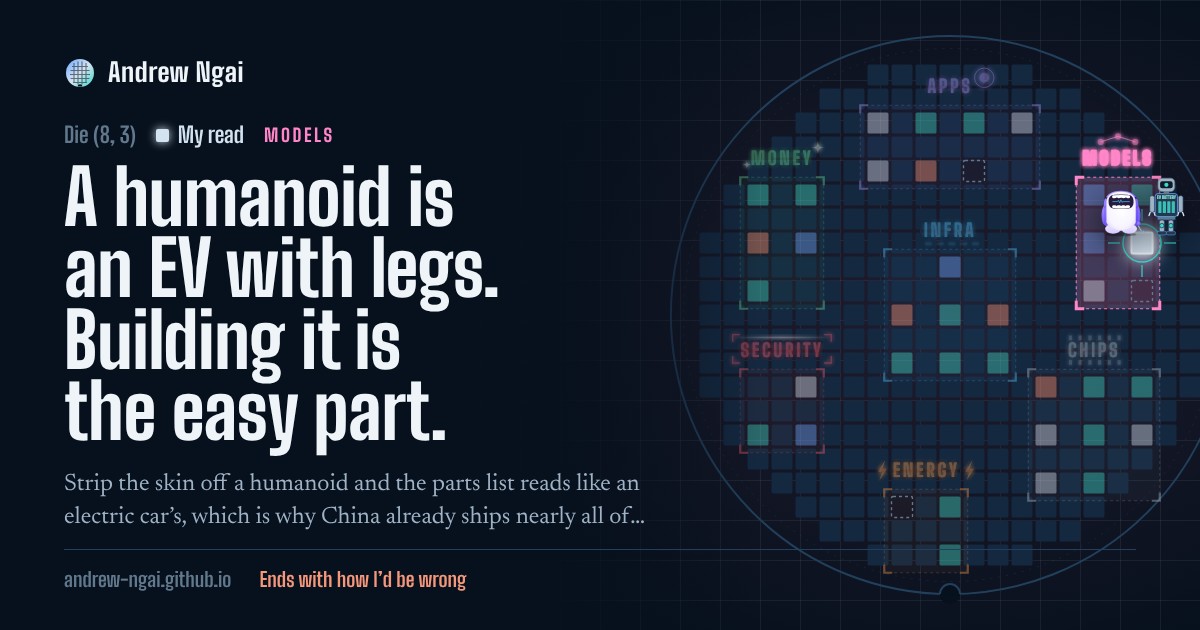 Andrew Ngai
Die (8, 3) My read MODELS
A humanoid is
an EV with legs.
Building it is
the easy part.
Strip the skin off a humanoid and the parts list reads like an
electric car’s, which is why China already ships nearly all of…
andrew-ngai.github.io Ends with how I’d be wrong
APPS
MONEY
MODELS
INFRA
SECURITY
CHIPS
ENERGY